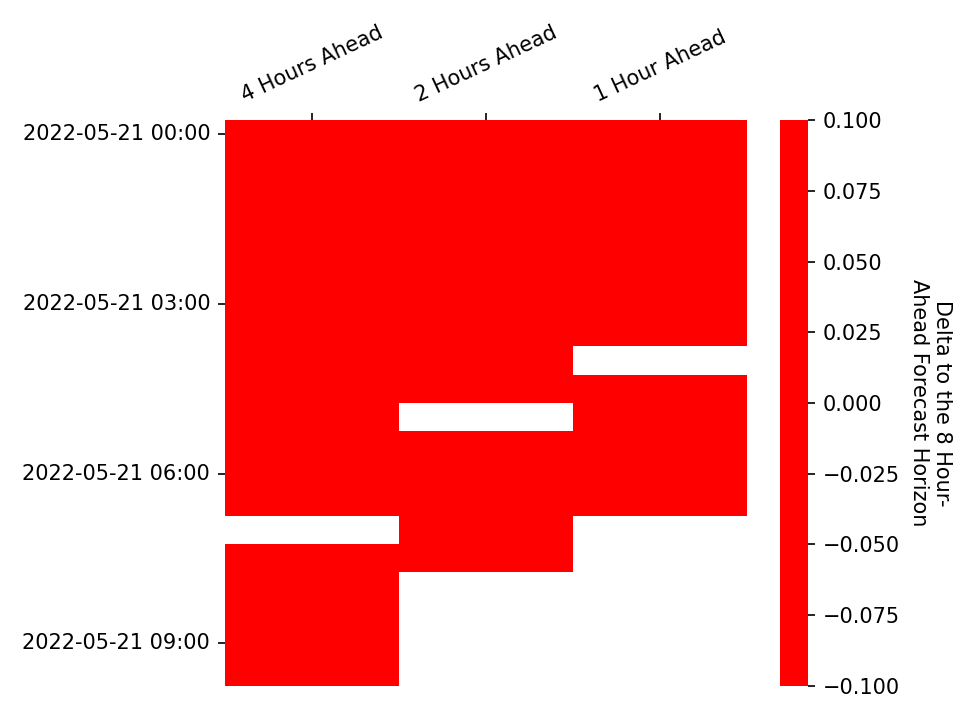 4 Hours Ahead
2 Hours Ahead
1 Hour Ahead
2022-05-21 00:00
2022-05-21 03:00
2022-05-21 06:00
2022-05-21 09:00
0.100
0.075
0.050
0.025
0.000
−0.025
−0.050
−0.075
−0.100
Delta to the 8 Hour-
Ahead Forecast Horizon